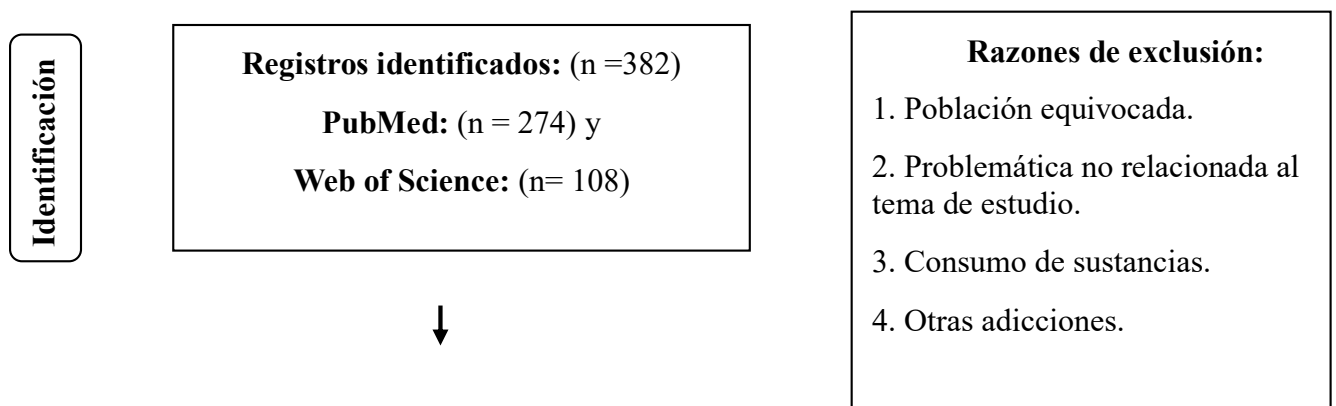 Identificación
Registros identificados: (n =382)
PubMed: (n = 274) y
Web of Science: (n= 108)
Razones de exclusión:
1. Población equivocada.
2. Problemática no relacionada al
tema de estudio.
3. Consumo de sustancias.
4. Otras adicciones.